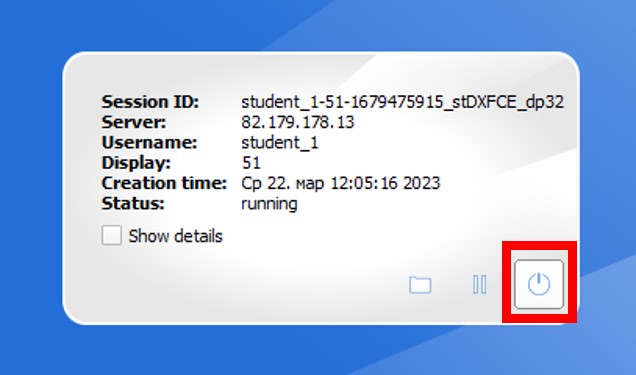 Session ID: student_1-51-1679475915_stDXFCE_dp32
Server: 82.179.178.13
Username: student_1
Display: 51
Creation time: Ср 22. мар 12:05:16 2023
Status: running
Show details